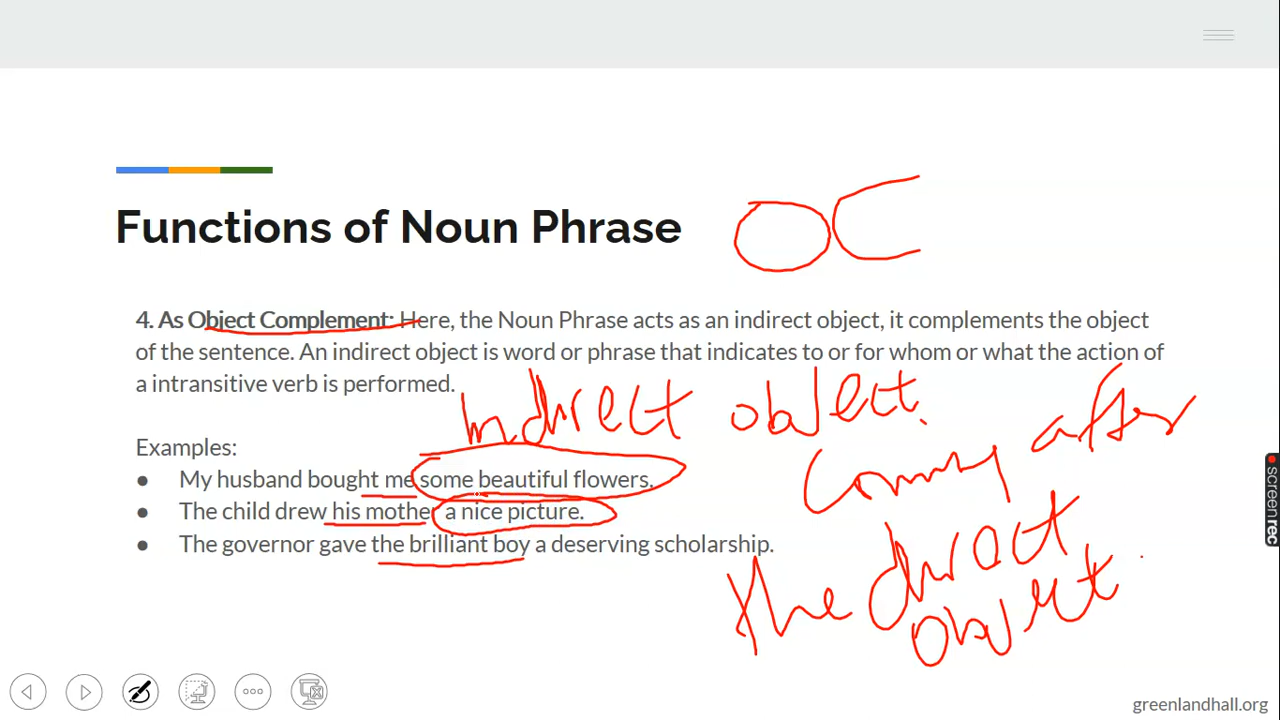 Functions of Noun Phrase
OC
4. As Object Complement: Here, the Noun Phrase acts as an indirect object, it complements the object
of the sentence. An indirect object is word or phrase that indicates to or for whom or what the action of
a intransitive verb is performed.
Indirect object.
after
Examples:
My husband bought me some beautiful flowers.
The child drew his mother a nice picture.
The governor gave the brilliant boy a deserving scholarship.
the direct
object
screenrec
greenlandhall.org